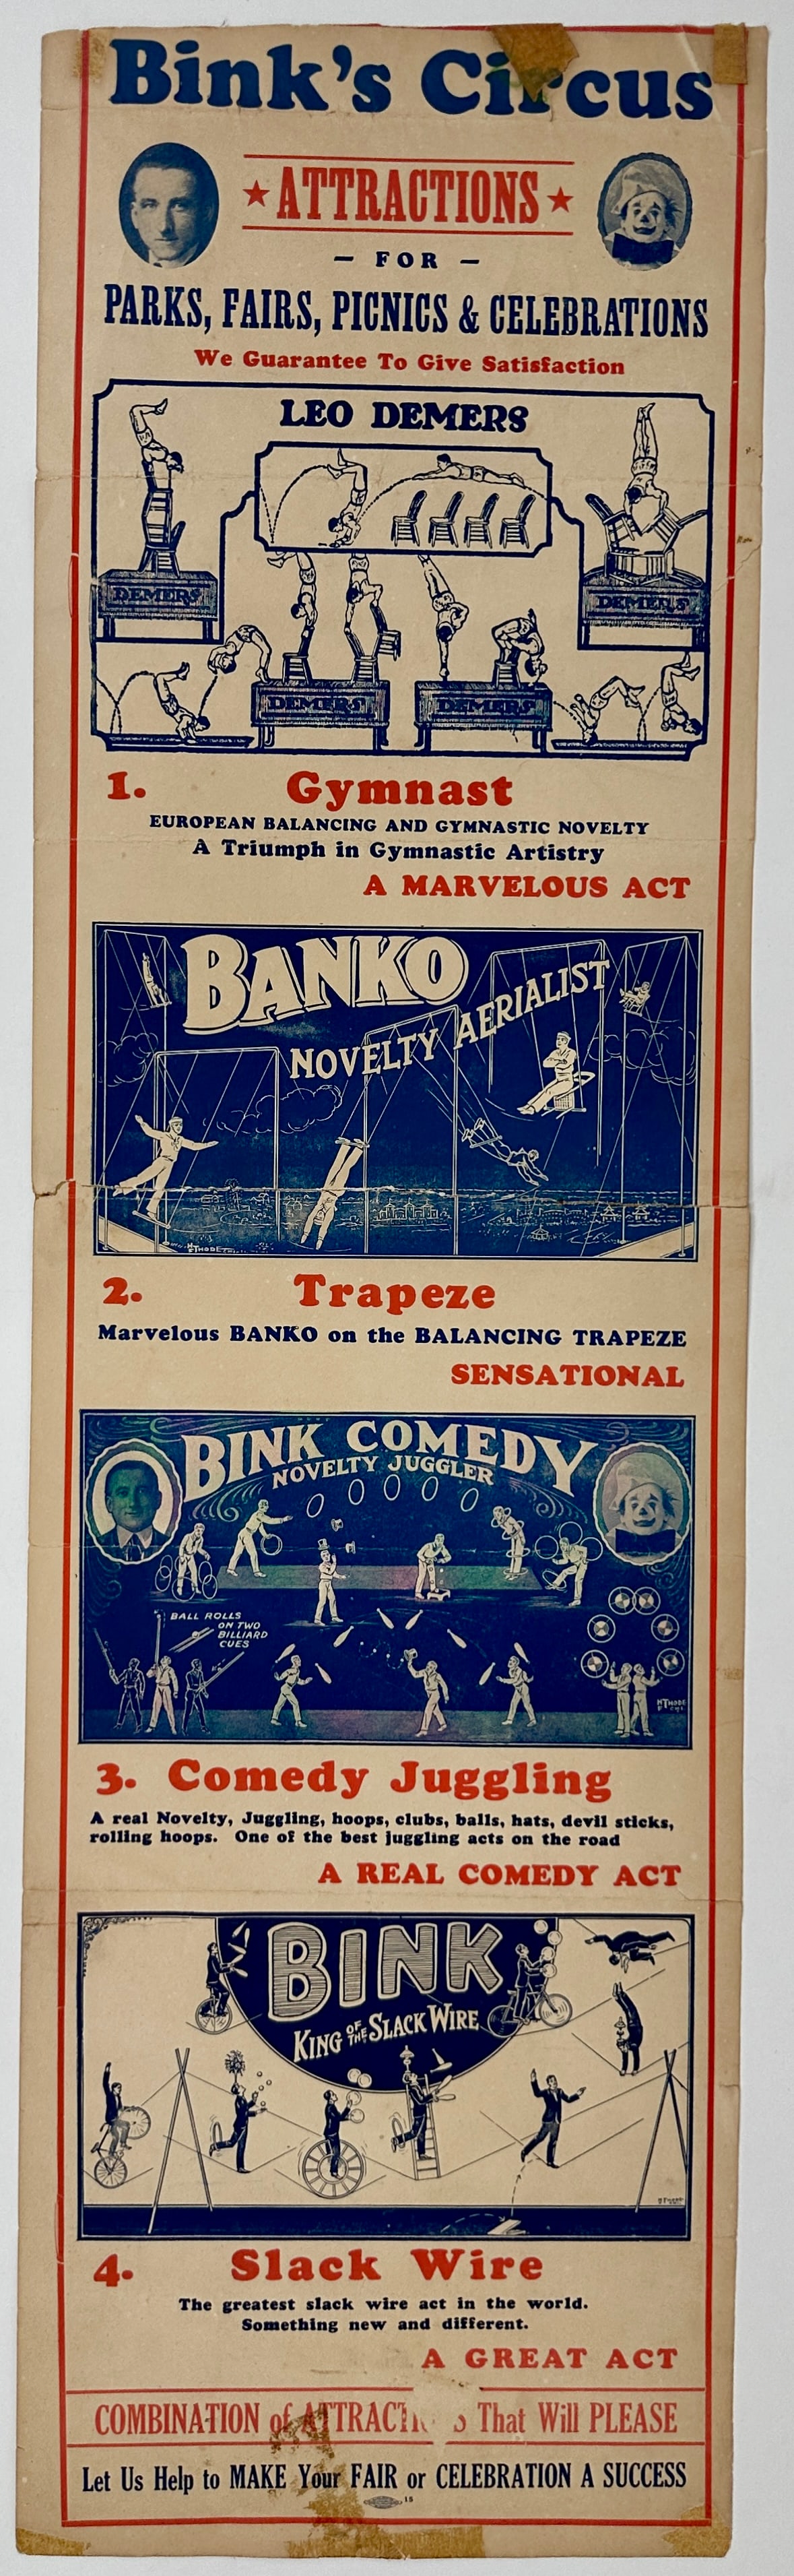 Bink's Circus
★ ATTRACTIONS ★
– FOR –
PARKS, FAIRS, PICNICS & CELEBRATIONS
We Guarantee To Give Satisfaction
LEO DEMERS
DEMERS
DEMERS
DEMERS
DEMERS
1. Gymnast
EUROPEAN BALANCING AND GYMNASTIC NOVELTY
A Triumph in Gymnastic Artistry
A MARVELOUS ACT
BANKO
NOVELTY AERIALIST
H THODE
2. Trapeze
Marvelous BANKO on the BALANCING TRAPEZE
SENSATIONAL
BINK COMEDY
NOVELTY JUGGLER
BALL ROLLS
ON TWO
BILLIARD
CUES
H THODE
3. Comedy Juggling
A real Novelty, Juggling, hoops, clubs, balls, hats, devil sticks,
rolling hoops. One of the best juggling acts on the road
A REAL COMEDY ACT
BINK
KING OF THE SLACK WIRE
4. Slack Wire
The greatest slack wire act in the world.
Something new and different.
A GREAT ACT
COMBINATION of ATTRACTI S That Will PLEASE
Let Us Help to MAKE Your FAIR or CELEBRATION A SUCCESS
15